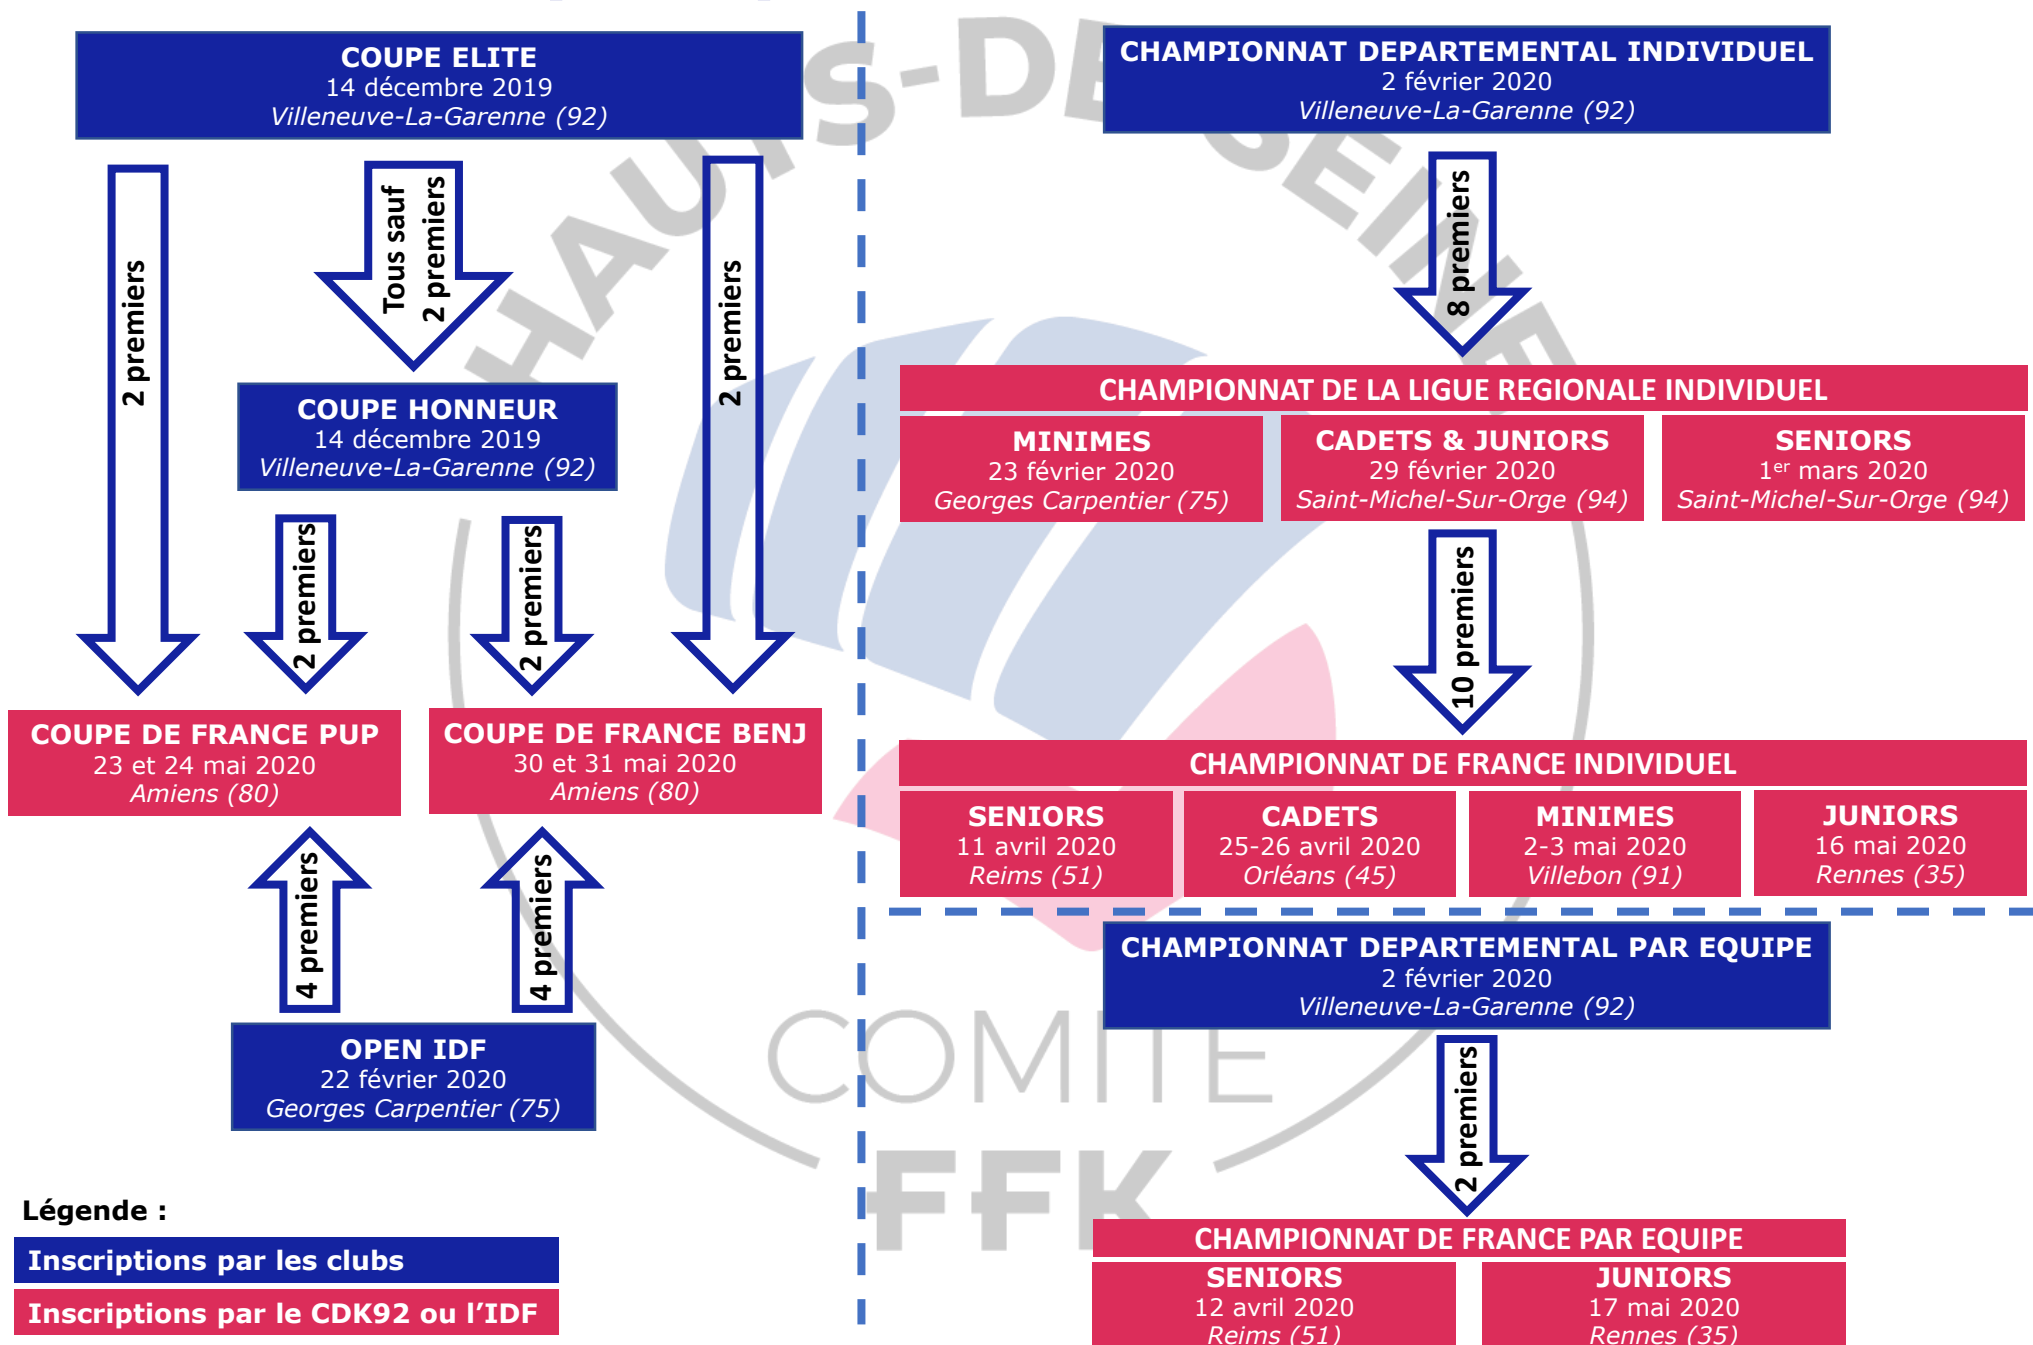 COUPE ELITE
14 décembre 2019
Villeneuve-La-Garenne (92)
2 premiers
Tous sauf
2 premiers
2 premiers
COUPE HONNEUR
14 décembre 2019
Villeneuve-La-Garenne (92)
2 premiers
2 premiers
COUPE DE FRANCE PUP
23 et 24 mai 2020
Amiens (80)
COUPE DE FRANCE BENJ
30 et 31 mai 2020
Amiens (80)
4 premiers
4 premiers
OPEN IDF
22 février 2020
Georges Carpentier (75)
Légende :
Inscriptions par les clubs
Inscriptions par le CDK92 ou l’IDF
CHAMPIONNAT DEPARTEMENTAL INDIVIDUEL
2 février 2020
Villeneuve-La-Garenne (92)
8 premiers
CHAMPIONNAT DE LA LIGUE REGIONALE INDIVIDUEL
MINIMES
23 février 2020
Georges Carpentier (75)
CADETS & JUNIORS
29 février 2020
Saint-Michel-Sur-Orge (94)
SENIORS
1er mars 2020
Saint-Michel-Sur-Orge (94)
10 premiers
CHAMPIONNAT DE FRANCE INDIVIDUEL
SENIORS
11 avril 2020
Reims (51)
CADETS
25-26 avril 2020
Orléans (45)
MINIMES
2-3 mai 2020
Villebon (91)
JUNIORS
16 mai 2020
Rennes (35)
CHAMPIONNAT DEPARTEMENTAL PAR EQUIPE
2 février 2020
Villeneuve-La-Garenne (92)
2 premiers
CHAMPIONNAT DE FRANCE PAR EQUIPE
SENIORS
12 avril 2020
Reims (51)
JUNIORS
17 mai 2020
Rennes (35)
HAUTS-DE-SEINE
COMITE
FFK